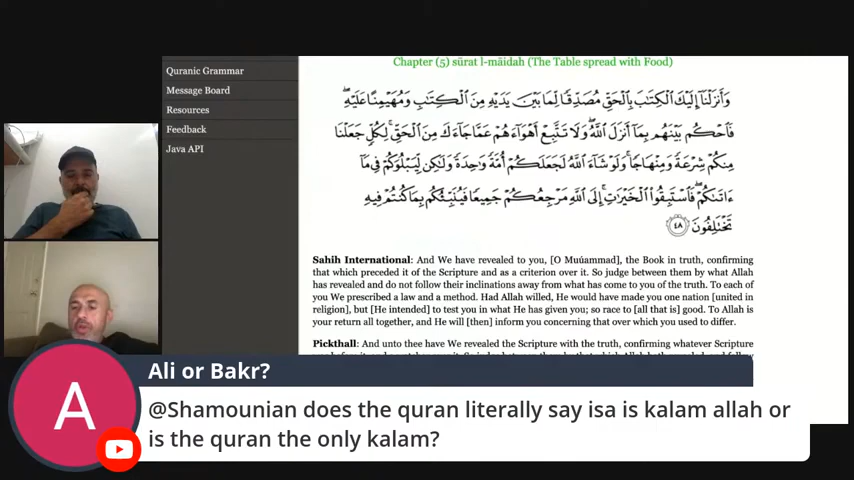 Quranic Grammar
Message Board
Resources
Feedback
Java API
Chapter (5) sūrat l-māidah (The Table spread with Food)
وَأَنزَلْنَآ إِلَيْكَ ٱلْكِتَٰبَ بِٱلْحَقِّ مُصَدِّقًا لِّمَا بَيْنَ يَدَيْهِ مِنَ ٱلْكِتَٰبِ وَمُهَيْمِنًا عَلَيْهِ ۖ
فَٱحْكُم بَيْنَهُم بِمَآ أَنزَلَ ٱللَّهُ ۖ وَلَا تَتَّبِعْ أَهْوَآءَهُمْ عَمَّا جَآءَكَ مِنَ ٱلْحَقِّ ۚ لِكُلٍّ جَعَلْنَا
مِنكُمْ شِرْعَةً وَمِنْهَاجًا ۚ وَلَوْ شَآءَ ٱللَّهُ لَجَعَلَكُمْ أُمَّةً وَٰحِدَةً وَلَٰكِن لِّيَبْلُوَكُمْ فِى مَآ
ءَاتَىٰكُمْ ۖ فَٱسْتَبِقُوا۟ ٱلْخَيْرَٰتِ ۚ إِلَى ٱللَّهِ مَرْجِعُكُمْ جَمِيعًا فَيُنَبِّئُكُم بِمَا كُنتُمْ فِيهِ
تَخْتَلِفُونَ ٤٨
Sahih International: And We have revealed to you, [O Muúammad], the Book in truth, confirming
that which preceded it of the Scripture and as a criterion over it. So judge between them by what Allah
has revealed and do not follow their inclinations away from what has come to you of the truth. To each of
you We prescribed a law and a method. Had Allah willed, He would have made you one nation [united in
religion], but [He intended] to test you in what He has given you; so race to [all that is] good. To Allah is
your return all together, and He will [then] inform you concerning that over which you used to differ.
Pickthall: And unto thee have We revealed the Scripture with the truth, confirming whatever Scripture
Ali or Bakr?
@Shamounian does the quran literally say isa is kalam allah or
is the quran the only kalam?
A